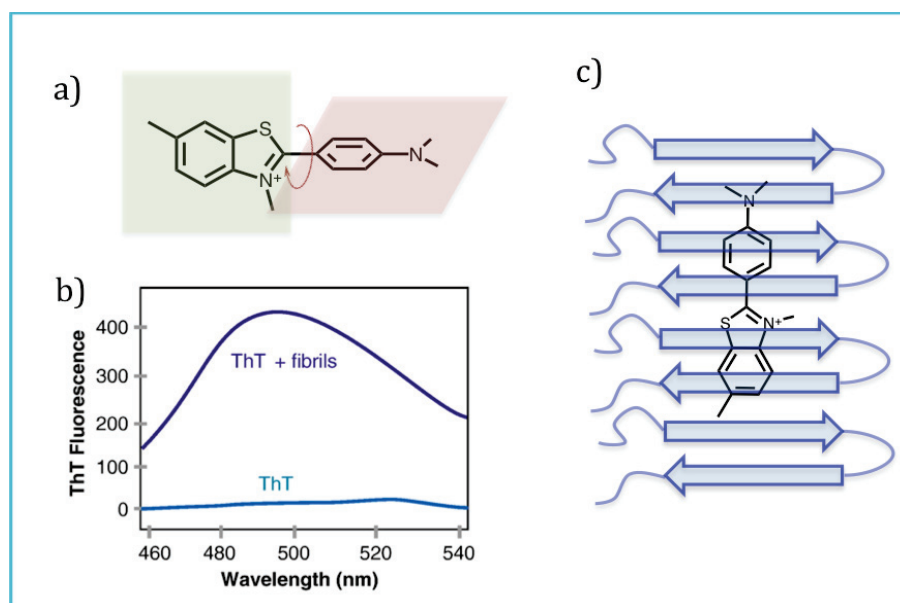 a)
S
N+
N
b)
ThT Fluorescence
400
300
200
100
0
ThT + fibrils
ThT
460 480 500 520 540
Wavelength (nm)
c)
N
S
N+